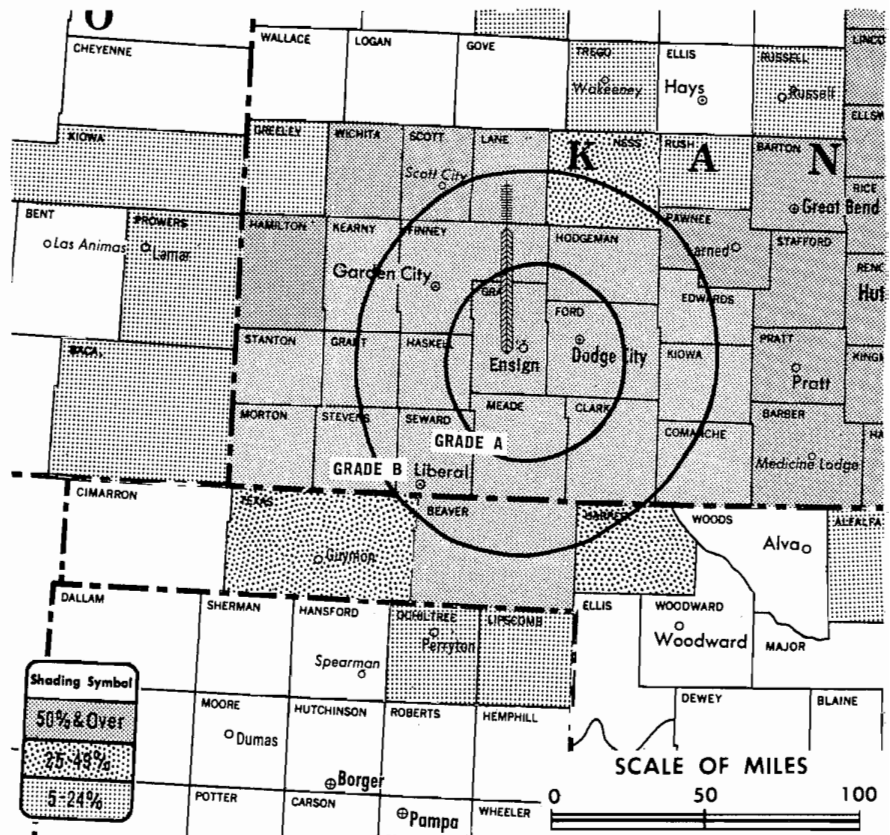 O
CHEYENNE
WALLACE
LOGAN
GOVE
TREGO
Wakeeney
ELLIS
Hays
RUSSELL
Russell
KIOWA
GREELEY
WICHITA
SCOTT
Scott City
LANE
NESS
K
RUSH
A
BARTON
N
RICE
Great Bend
BENT
Las Animas
PROWERS
Lamar
HAMILTON
KEARNY
FINNEY
Garden City
HODGEMAN
PAWNEE
STAFFORD
EDWARDS
FORD
Dodge City
STANTON
GRANT
HASKELL
Ensign
KIOWA
PRATT
Pratt
BACA
MORTON
STEVENS
SEWARD
MEADE
CLARK
COMANCHE
BARBER
Medicine Lodge
GRADE A
GRADE B
Liberal
CIMARRON
TEXAS
Guymon
BEAVER
HARPER
WOODS
Alva
ALFALFA
DALLAM
SHERMAN
HANSFORD
Spearman
OCHILTREE
Perryton
LIPSCOMB
ELLIS
WOODWARD
Woodward
MAJOR
Shading Symbol
50% & Over
25-49%
5-24%
MOORE
Dumas
HUTCHINSON
Borger
ROBERTS
HEMPHILL
DEWEY
BLAINE
POTTER
CARSON
Pampa
WHEELER
SCALE OF MILES
0 50 100